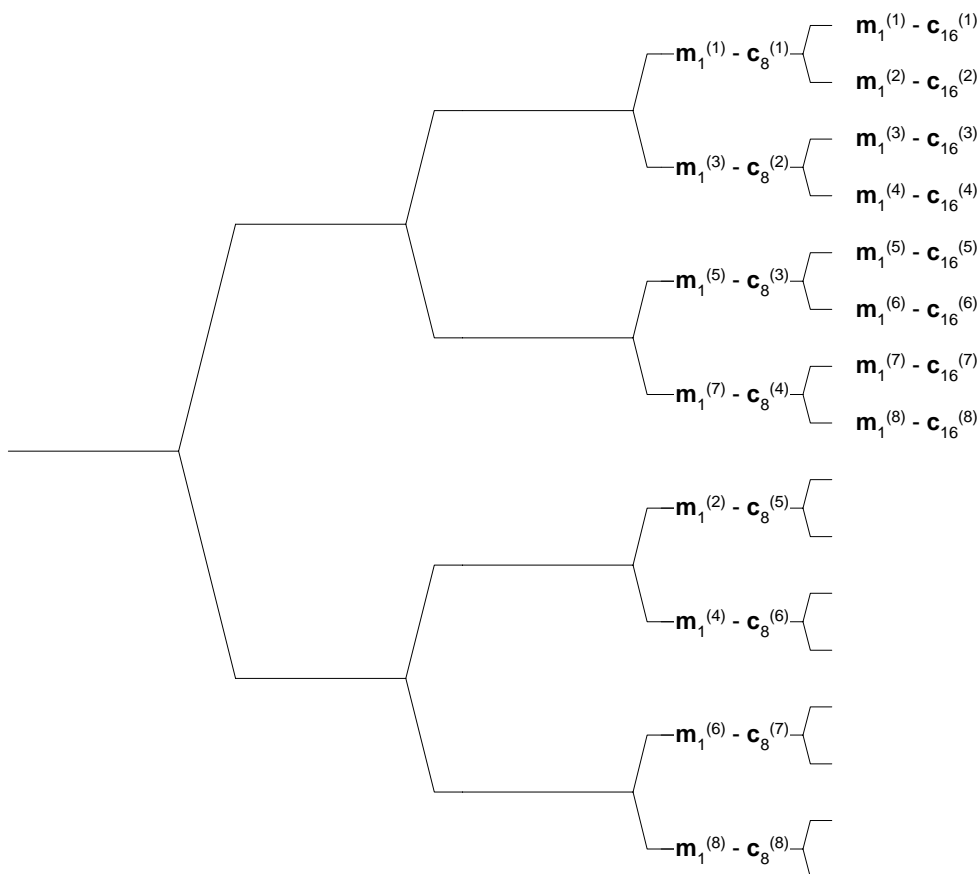 m₁⁽¹⁾ - c₁₆⁽¹⁾
m₁⁽¹⁾ - c₈⁽¹⁾
m₁⁽²⁾ - c₁₆⁽²⁾
m₁⁽³⁾ - c₁₆⁽³⁾
m₁⁽³⁾ - c₈⁽²⁾
m₁⁽⁴⁾ - c₁₆⁽⁴⁾
m₁⁽⁵⁾ - c₁₆⁽⁵⁾
m₁⁽⁵⁾ - c₈⁽³⁾
m₁⁽⁶⁾ - c₁₆⁽⁶⁾
m₁⁽⁷⁾ - c₁₆⁽⁷⁾
m₁⁽⁷⁾ - c₈⁽⁴⁾
m₁⁽⁸⁾ - c₁₆⁽⁸⁾
m₁⁽²⁾ - c₈⁽⁵⁾
m₁⁽⁴⁾ - c₈⁽⁶⁾
m₁⁽⁶⁾ - c₈⁽⁷⁾
m₁⁽⁸⁾ - c₈⁽⁸⁾